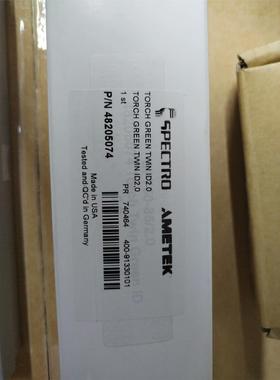 SPECTRO AMETEK
TORCH GREEN TWIN ID2.0
TORCH GREEN TWIN ID2.0
1 st PR 740484 400-91330101
P/N 48205074
Made in USA
Tested and QC'd in Germany